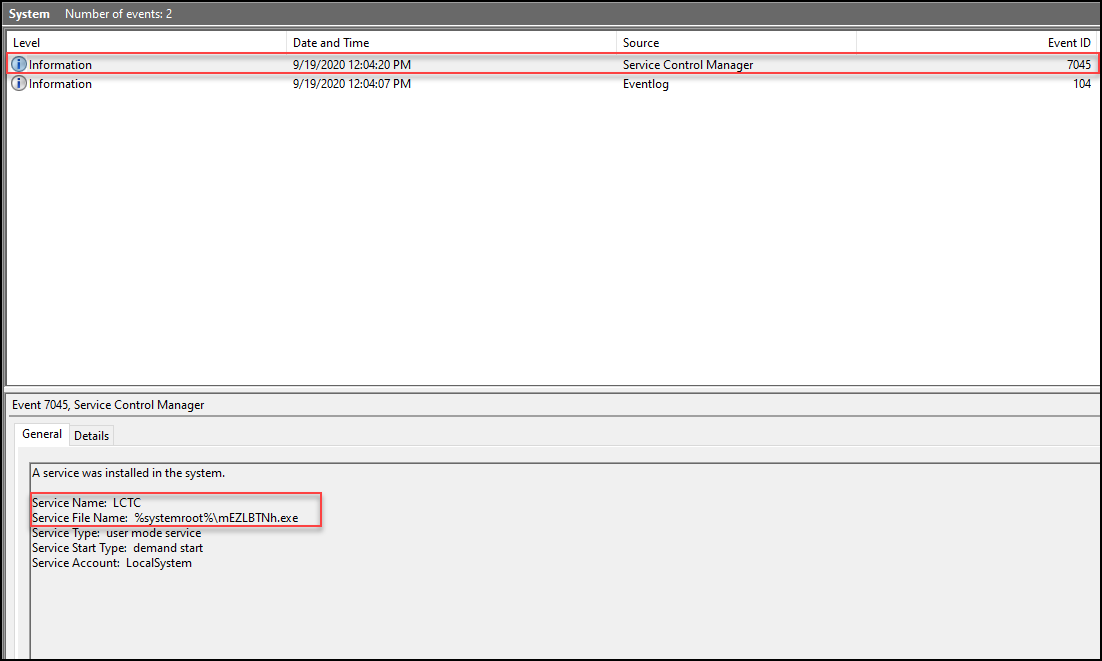 System Number of events: 2
Level Date and Time Source Event ID
Information 9/19/2020 12:04:20 PM Service Control Manager 7045
Information 9/19/2020 12:04:07 PM Eventlog 104
Event 7045, Service Control Manager
General Details
A service was installed in the system.
Service Name: LCTC
Service File Name: %systemroot%\mEZLBTNh.exe
Service Type: user mode service
Service Start Type: demand start
Service Account: LocalSystem